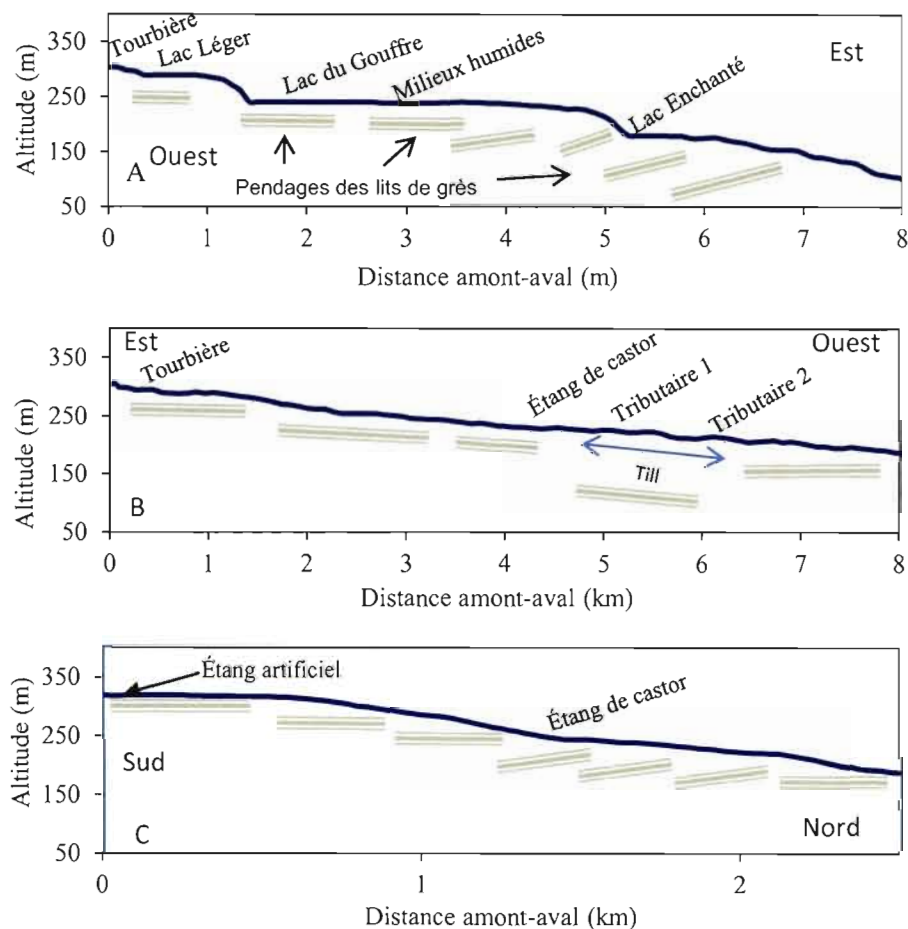 350
250
150
50
Altitude (m)
Tourbière
Lac Léger
Lac du Gouffre
Milieux humides
Lac Enchanté
Est
A
Ouest
Pendages des lits de grès
0 1 2 3 4 5 6 7 8
Distance amont-aval (m)
350
250
150
50
Altitude (m)
Est
Tourbière
Étang de castor
Tributaire 1
Tributaire 2
Ouest
Till
B
0 1 2 3 4 5 6 7 8
Distance amont-aval (km)
350
250
150
50
Altitude (m)
Étang artificiel
Étang de castor
Sud
C
Nord
0 1 2
Distance amont-aval (km)